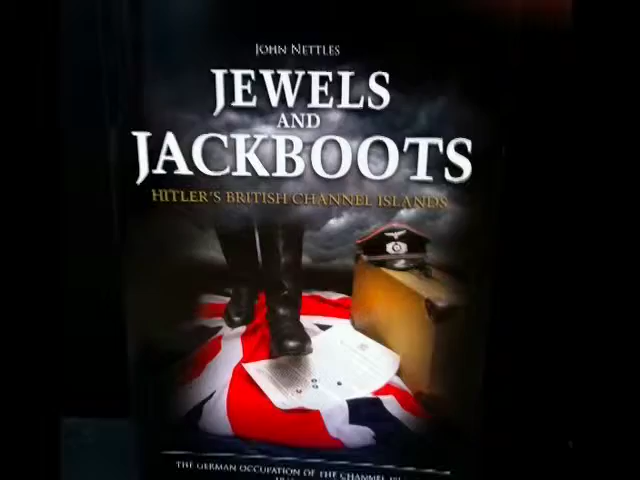 JOHN NETTLES
JEWELS
AND
JACKBOOTS
HITLER'S BRITISH CHANNEL ISLANDS
THE GERMAN OCCUPATION OF THE CHANNEL